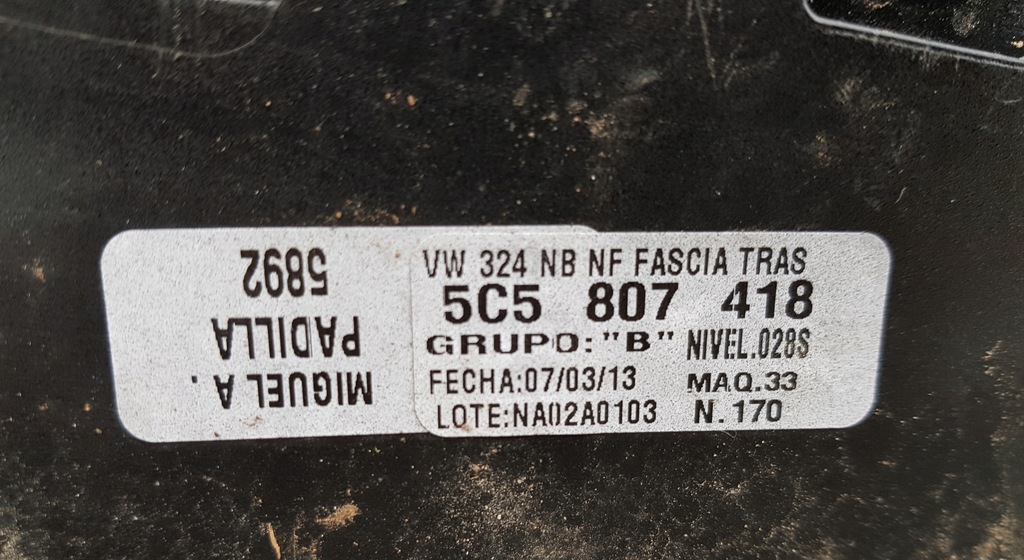 MIGUEL A.
PADILLA
5892
VW 324 NB NF FASCIA TRAS
5C5 807 418
GRUPO: "B" NIVEL.028S
FECHA:07/03/13 MAQ.33
LOTE:NA02A0103 N. 170